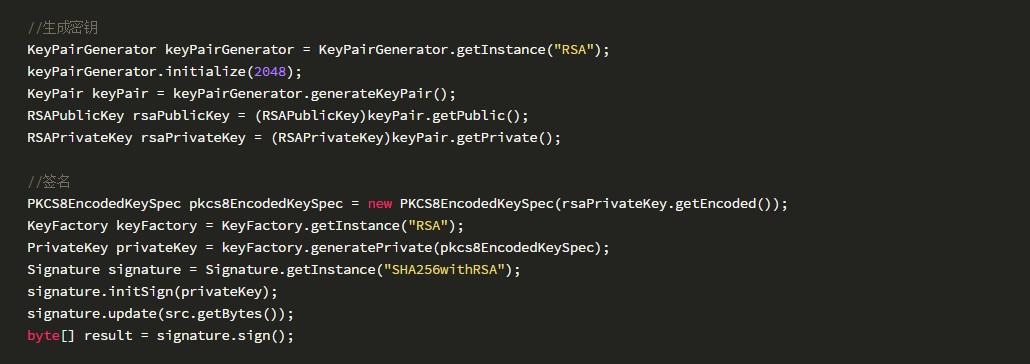 //生成密钥
KeyPairGenerator keyPairGenerator = KeyPairGenerator.getInstance("RSA");
keyPairGenerator.initialize(2048);
KeyPair keyPair = keyPairGenerator.generateKeyPair();
RSAPublicKey rsaPublicKey = (RSAPublicKey)keyPair.getPublic();
RSAPrivateKey rsaPrivateKey = (RSAPrivateKey)keyPair.getPrivate();
//签名
PKCS8EncodedKeySpec pkcs8EncodedKeySpec = new PKCS8EncodedKeySpec(rsaPrivateKey.getEncoded());
KeyFactory keyFactory = KeyFactory.getInstance("RSA");
PrivateKey privateKey = keyFactory.generatePrivate(pkcs8EncodedKeySpec);
Signature signature = Signature.getInstance("SHA256withRSA");
signature.initSign(privateKey);
signature.update(src.getBytes());
byte[] result = signature.sign();